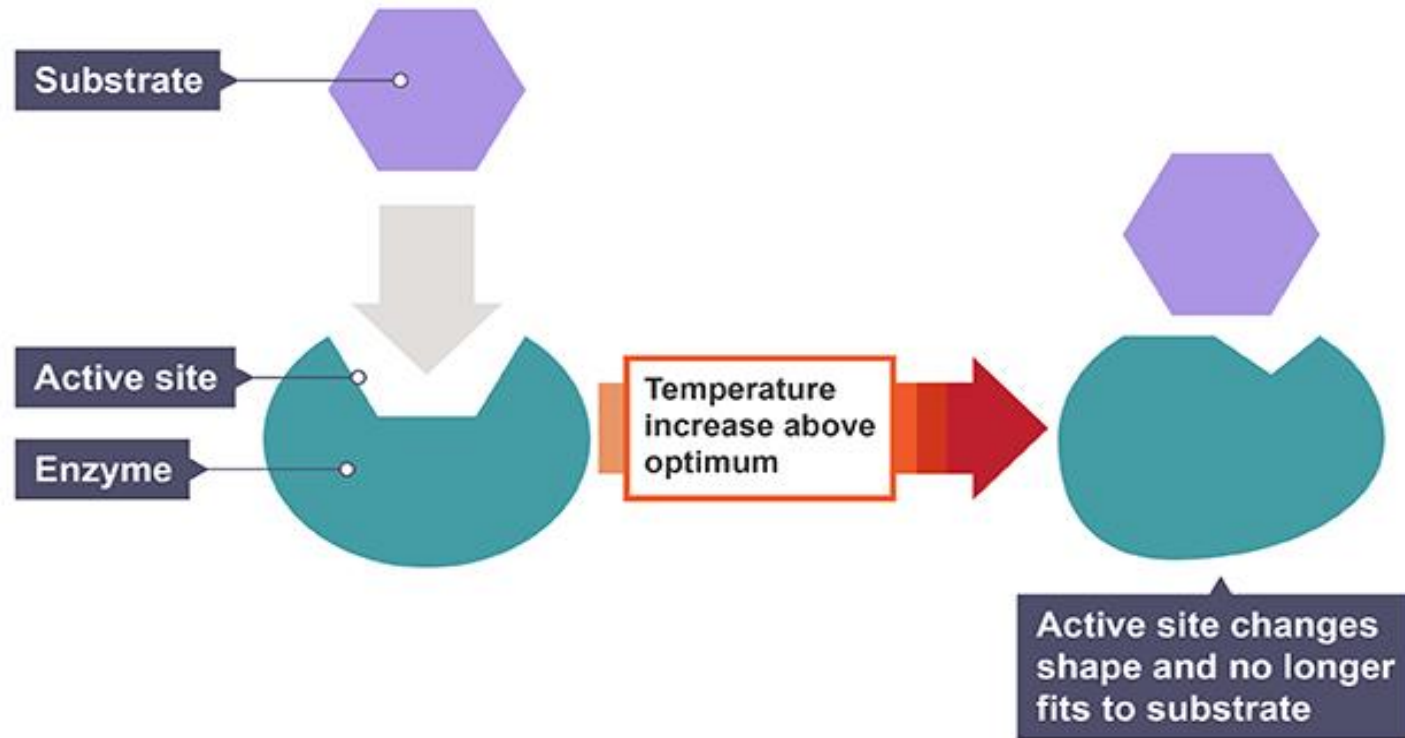 Substrate
Active site
Enzyme
Temperature
increase above
optimum
Active site changes
shape and no longer
fits to substrate